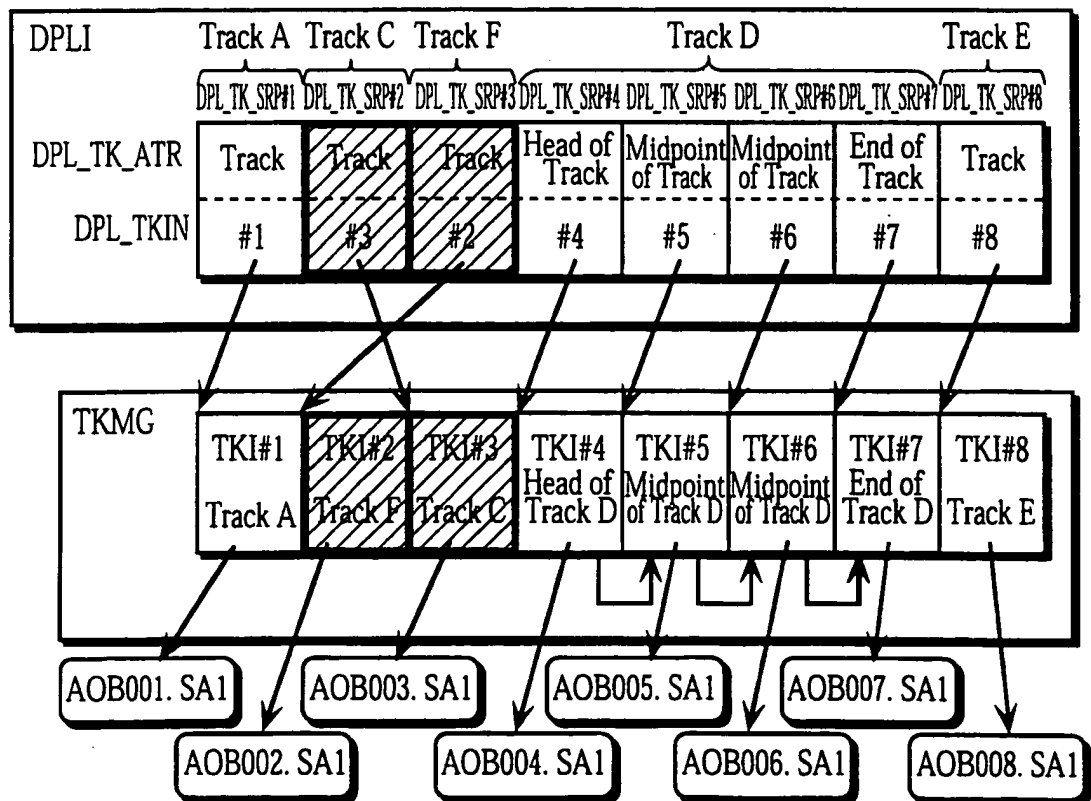 DPLI
Track A Track C Track F Track D Track E
DPL_TK_SRP#1 DPL_TK_SRP#2 DPL_TK_SRP#3 DPL_TK_SRP#4 DPL_TK_SRP#5 DPL_TK_SRP#6 DPL_TK_SRP#7 DPL_TK_SRP#8
DPL_TK_ATR
Track
Track
Track
Head of
Track
Midpoint
of Track
Midpoint
of Track
End of
Track
Track
DPL_TKIN
#1 #3 #2 #4 #5 #6 #7 #8
TKMG
TKI#1
Track A
TKI#2
Track F
TKI#3
Track C
TKI#4
Head of
Track D
TKI#5
Midpoint
of Track D
TKI#6
Midpoint
of Track D
TKI#7
End of
Track D
TKI#8
Track E
AOB001. SA1 AOB003. SA1 AOB005. SA1 AOB007. SA1
AOB002. SA1 AOB004. SA1 AOB006. SA1 AOB008. SA1